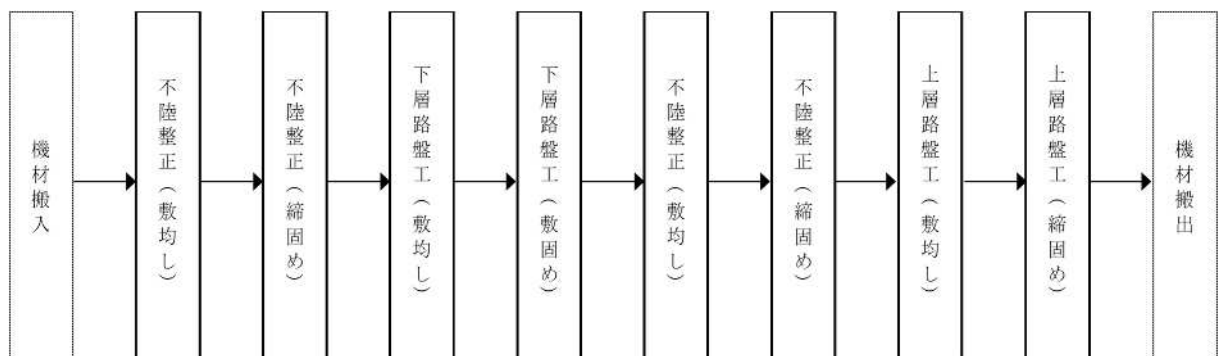 機材搬入
不陸整正（敷均し）
不陸整正（締固め）
下層路盤工（敷均し）
下層路盤工（敷固め）
不陸整正（敷均し）
不陸整正（締固め）
上層路盤工（敷均し）
上層路盤工（締固め）
機材搬出